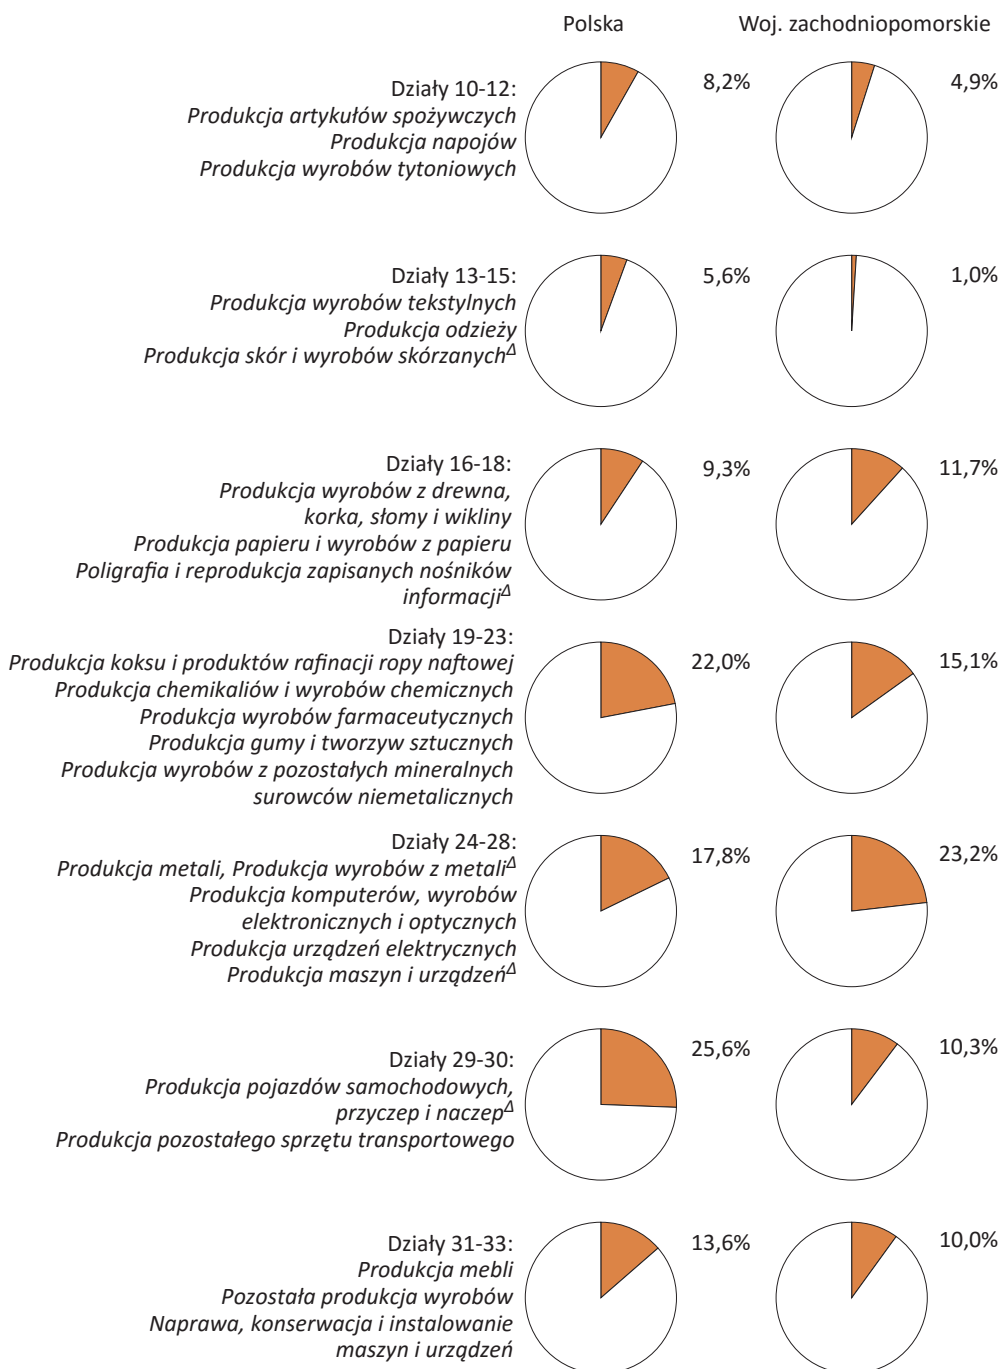 Polska Woj. zachodniopomorskie
Działy 10-12: 8,2% 4,9%
Produkcja artykułów spożywczych
Produkcja napojów
Produkcja wyrobów tytoniowych
Działy 13-15: 5,6% 1,0%
Produkcja wyrobów tekstylnych
Produkcja odzieży
Produkcja skór i wyrobów skórzanych^Δ
Działy 16-18: 9,3% 11,7%
Produkcja wyrobów z drewna,
korka, słomy i wikliny
Produkcja papieru i wyrobów z papieru
Poligrafia i reprodukcja zapisanych nośników
informacji^Δ
Działy 19-23:
Produkcja koksu i produktów rafinacji ropy naftowej 22,0% 15,1%
Produkcja chemikaliów i wyrobów chemicznych
Produkcja wyrobów farmaceutycznych
Produkcja gumy i tworzyw sztucznych
Produkcja wyrobów z pozostałych mineralnych
surowców niemetalicznych
Działy 24-28: 17,8% 23,2%
Produkcja metali, Produkcja wyrobów z metali^Δ
Produkcja komputerów, wyrobów
elektronicznych i optycznych
Produkcja urządzeń elektrycznych
Produkcja maszyn i urządzeń^Δ
Działy 29-30: 25,6% 10,3%
Produkcja pojazdów samochodowych,
przyczep i naczep^Δ
Produkcja pozostałego sprzętu transportowego
Działy 31-33: 13,6% 10,0%
Produkcja mebli
Pozostała produkcja wyrobów
Naprawa, konserwacja i instalowanie
maszyn i urządzeń